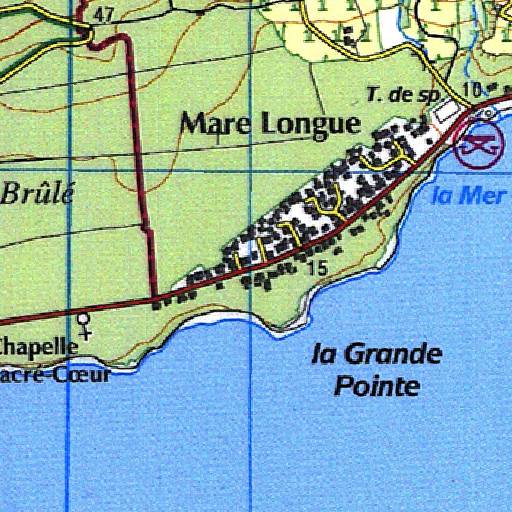 47
T. de sp
10
Mare Longue
Brûlé
la Mer
15
Chapelle
acré-Cœur
la Grande
Pointe